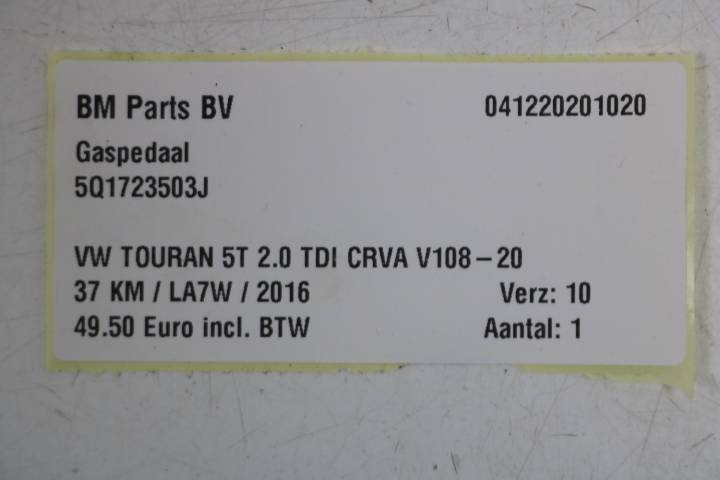 BM Parts BV 041220201020
Gaspedaal
5Q1723503J
VW TOURAN 5T 2.0 TDI CRVA V108-20
37 KM / LA7W / 2016 Verz: 10
49.50 Euro incl. BTW Aantal: 1